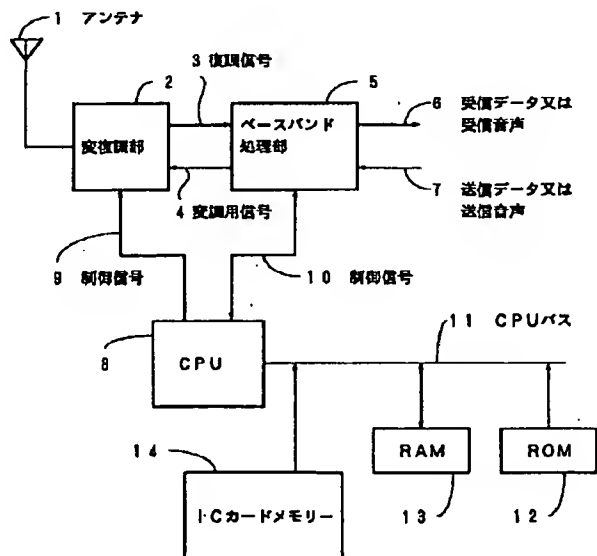 1 アンテナ
2
3 復調信号
5
変復調部
ベースバンド
処理部
6 受信データ又は
受信音声
4 変調用信号
7 送信データ又は
送信音声
9 制御信号
10 制御信号
11 CPUバス
8
CPU
14
RAM
ROM
ICカードメモリー
13
12